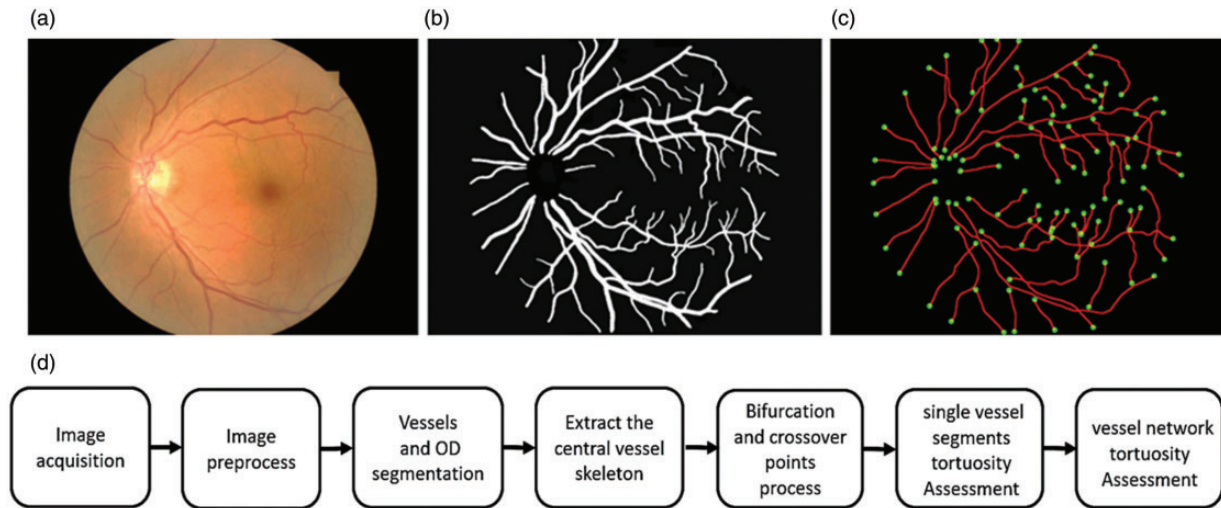 (a)
(b)
(c)
(d)
Image
acquisition
Image
preprocess
Vessels
and OD
segmentation
Extract the
central vessel
skeleton
Bifurcation
and crossover
points
process
single vessel
segments
tortuosity
Assessment
vessel network
tortuosity
Assessment